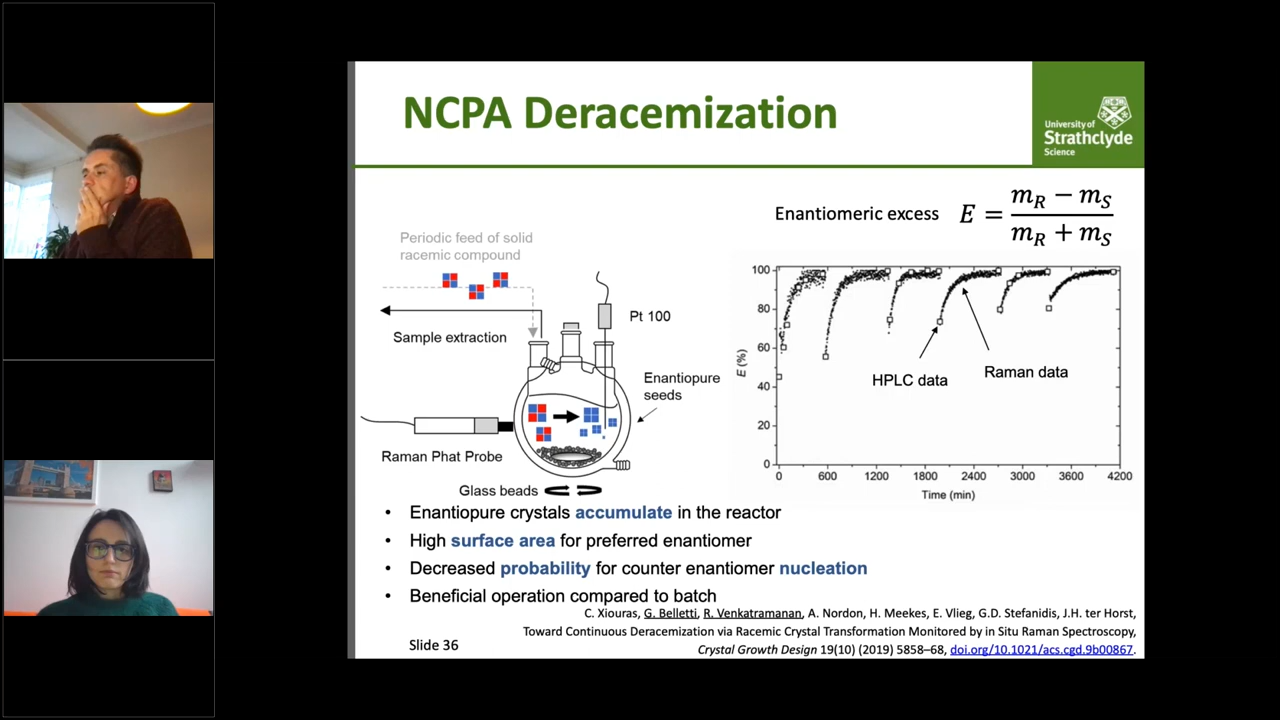 NCPA Deracemization
University of
Strathclyde
Science
Enantiomeric excess E = (m_R − m_S) / (m_R + m_S)
Periodic feed of solid
racemic compound
Sample extraction
Pt 100
Enantiopure
seeds
Raman Phat Probe
Glass beads
100
80
60
40
20
0
E (%)
HPLC data
Raman data
0 600 1200 1800 2400 3000 3600 4200
Time (min)
• Enantiopure crystals accumulate in the reactor
• High surface area for preferred enantiomer
• Decreased probability for counter enantiomer nucleation
• Beneficial operation compared to batch
C. Xiouras, G. Belletti, R. Venkatramanan, A. Nordon, H. Meekes, E. Vlieg, G.D. Stefanidis, J.H. ter Horst,
Toward Continuous Deracemization via Racemic Crystal Transformation Monitored by in Situ Raman Spectroscopy,
Crystal Growth Design 19(10) (2019) 5858–68, doi.org/10.1021/acs.cgd.9b00867.
Slide 36